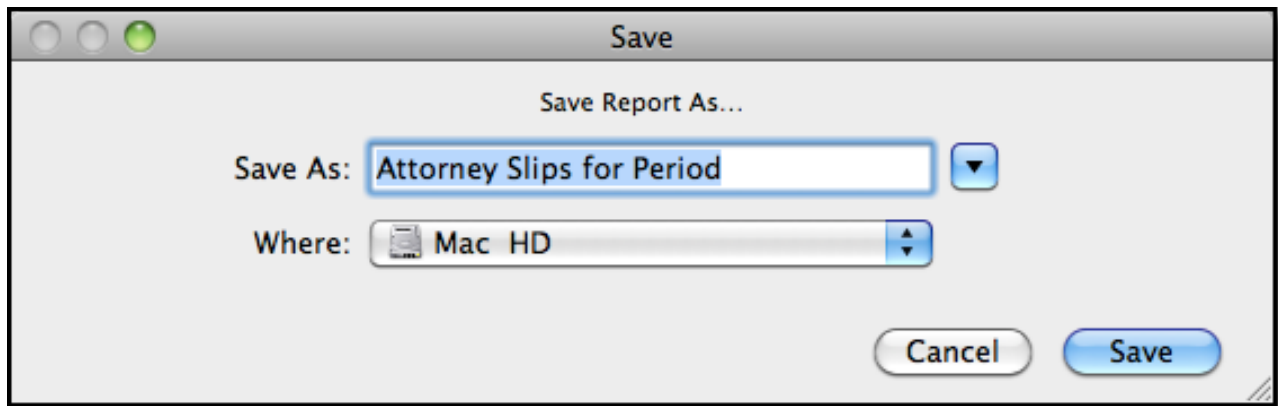 Save
Save Report As...
Save As: Attorney Slips for Period
Where: Mac HD
Cancel Save